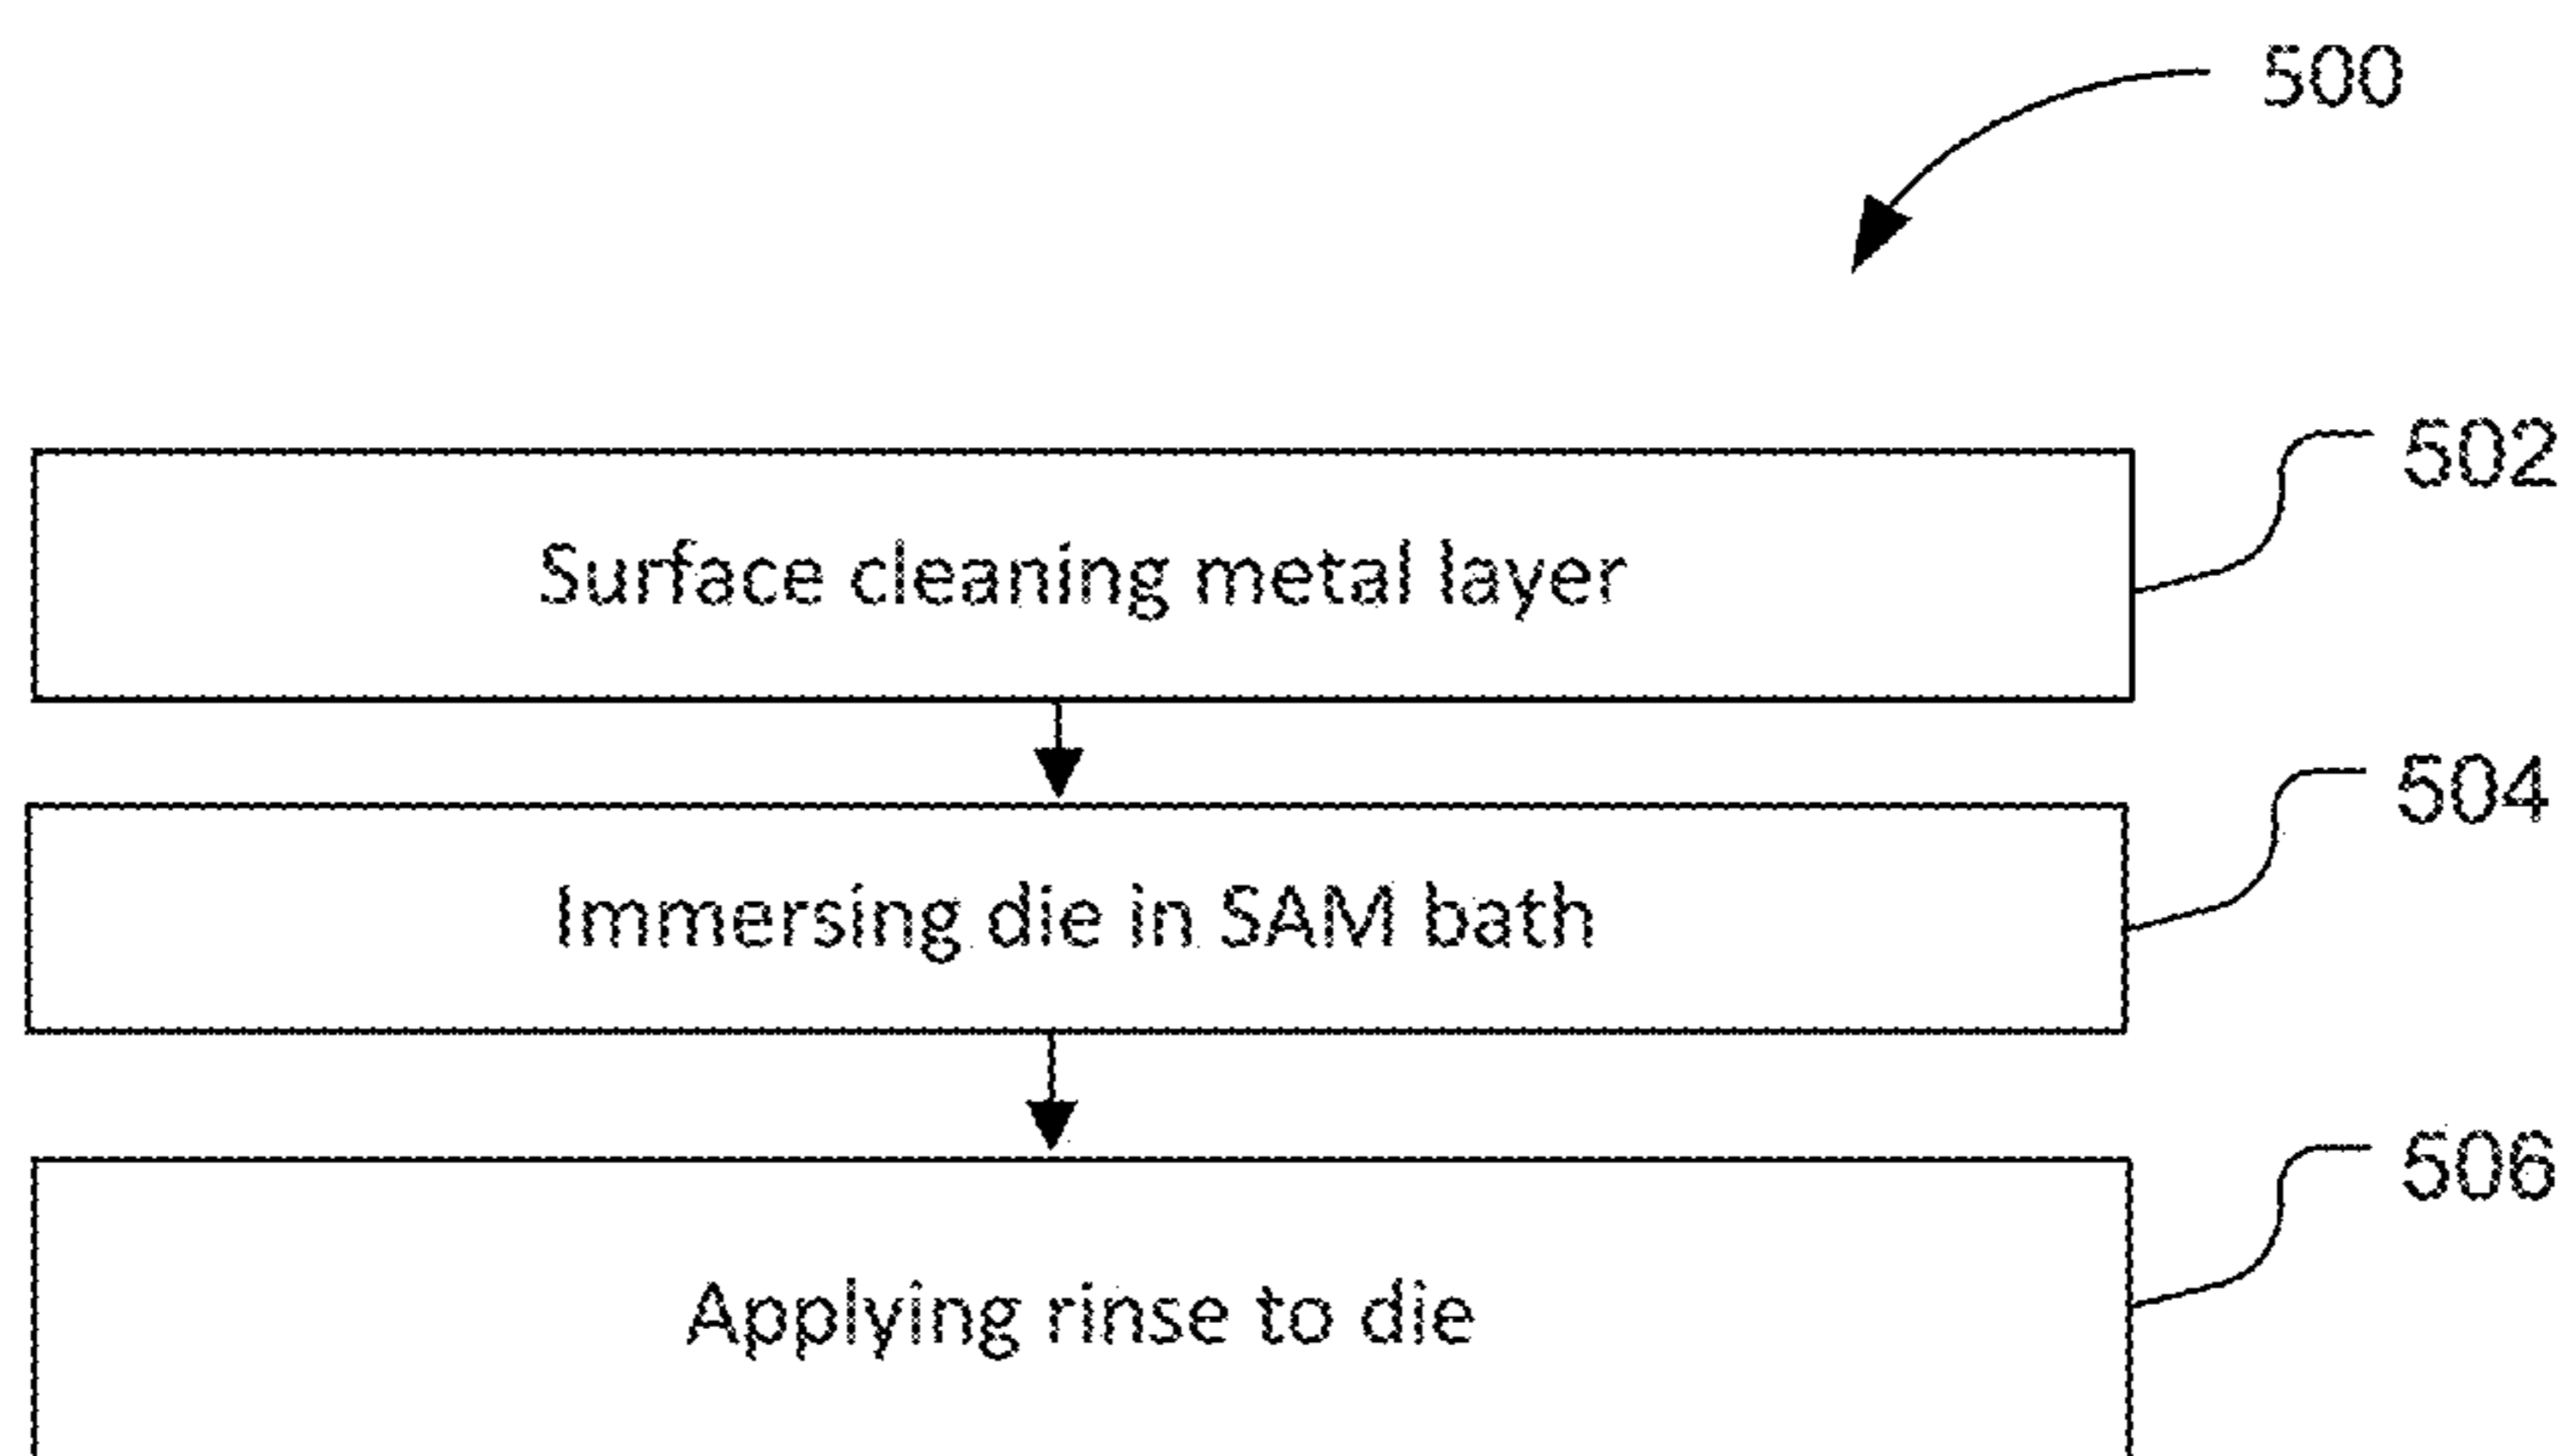 500
502
Surface cleaning metal layer
504
Immersing die in SAM bath
506
Applying rinse to die